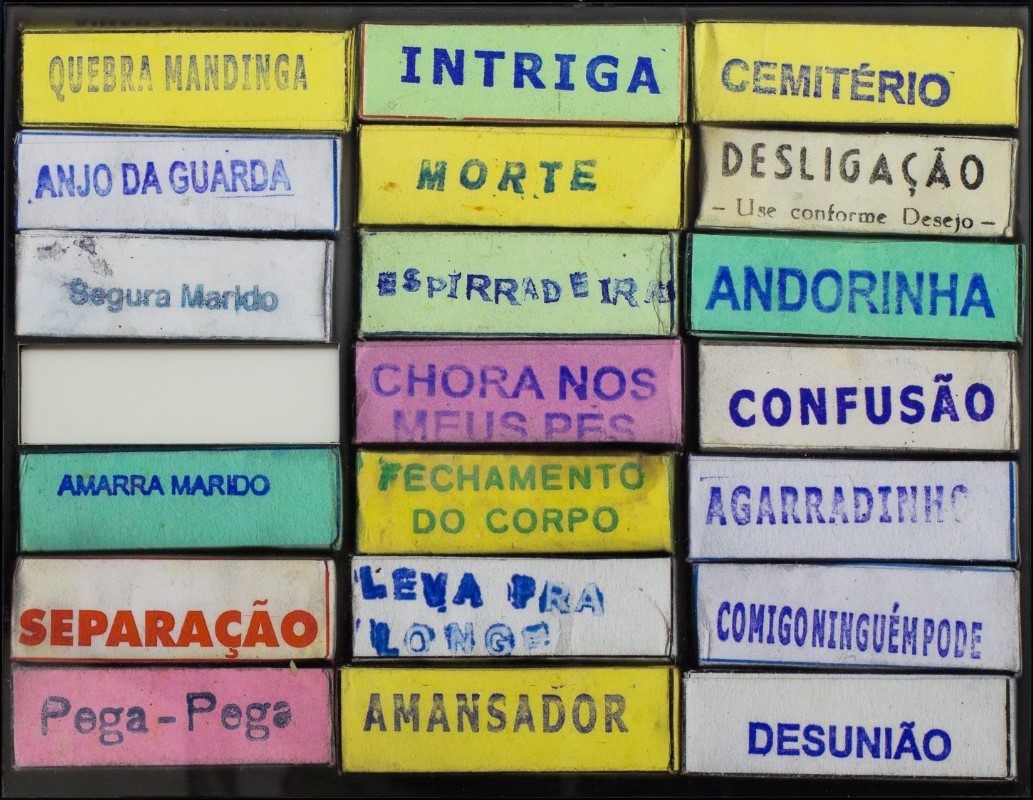 QUEBRA MANDINGA
INTRIGA
CEMITÉRIO
ANJO DA GUARDA
MORTE
DESLIGAÇÃO
– Use conforme Desejo –
Segura Marido
ESPIRRADEIRA
ANDORINHA
CHORA NOS
MEUS PÉS
CONFUSÃO
AMARRA MARIDO
FECHAMENTO
DO CORPO
AGARRADINHO
SEPARAÇÃO
LEVA PRA
LONGE
COMIGONINGUÉMPODE
Pega-Pega
AMANSADOR
DESUNIÃO